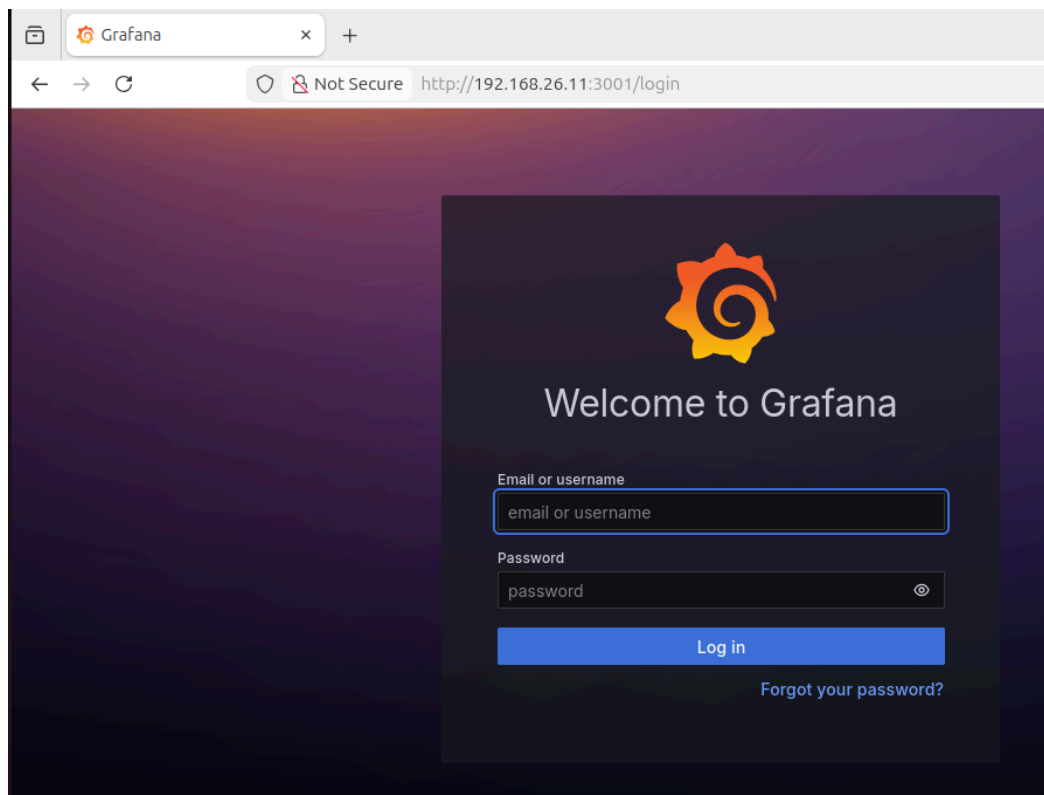 Grafana
Not Secure http://192.168.26.11:3001/login
Welcome to Grafana
Email or username
email or username
Password
password
Log in
Forgot your password?